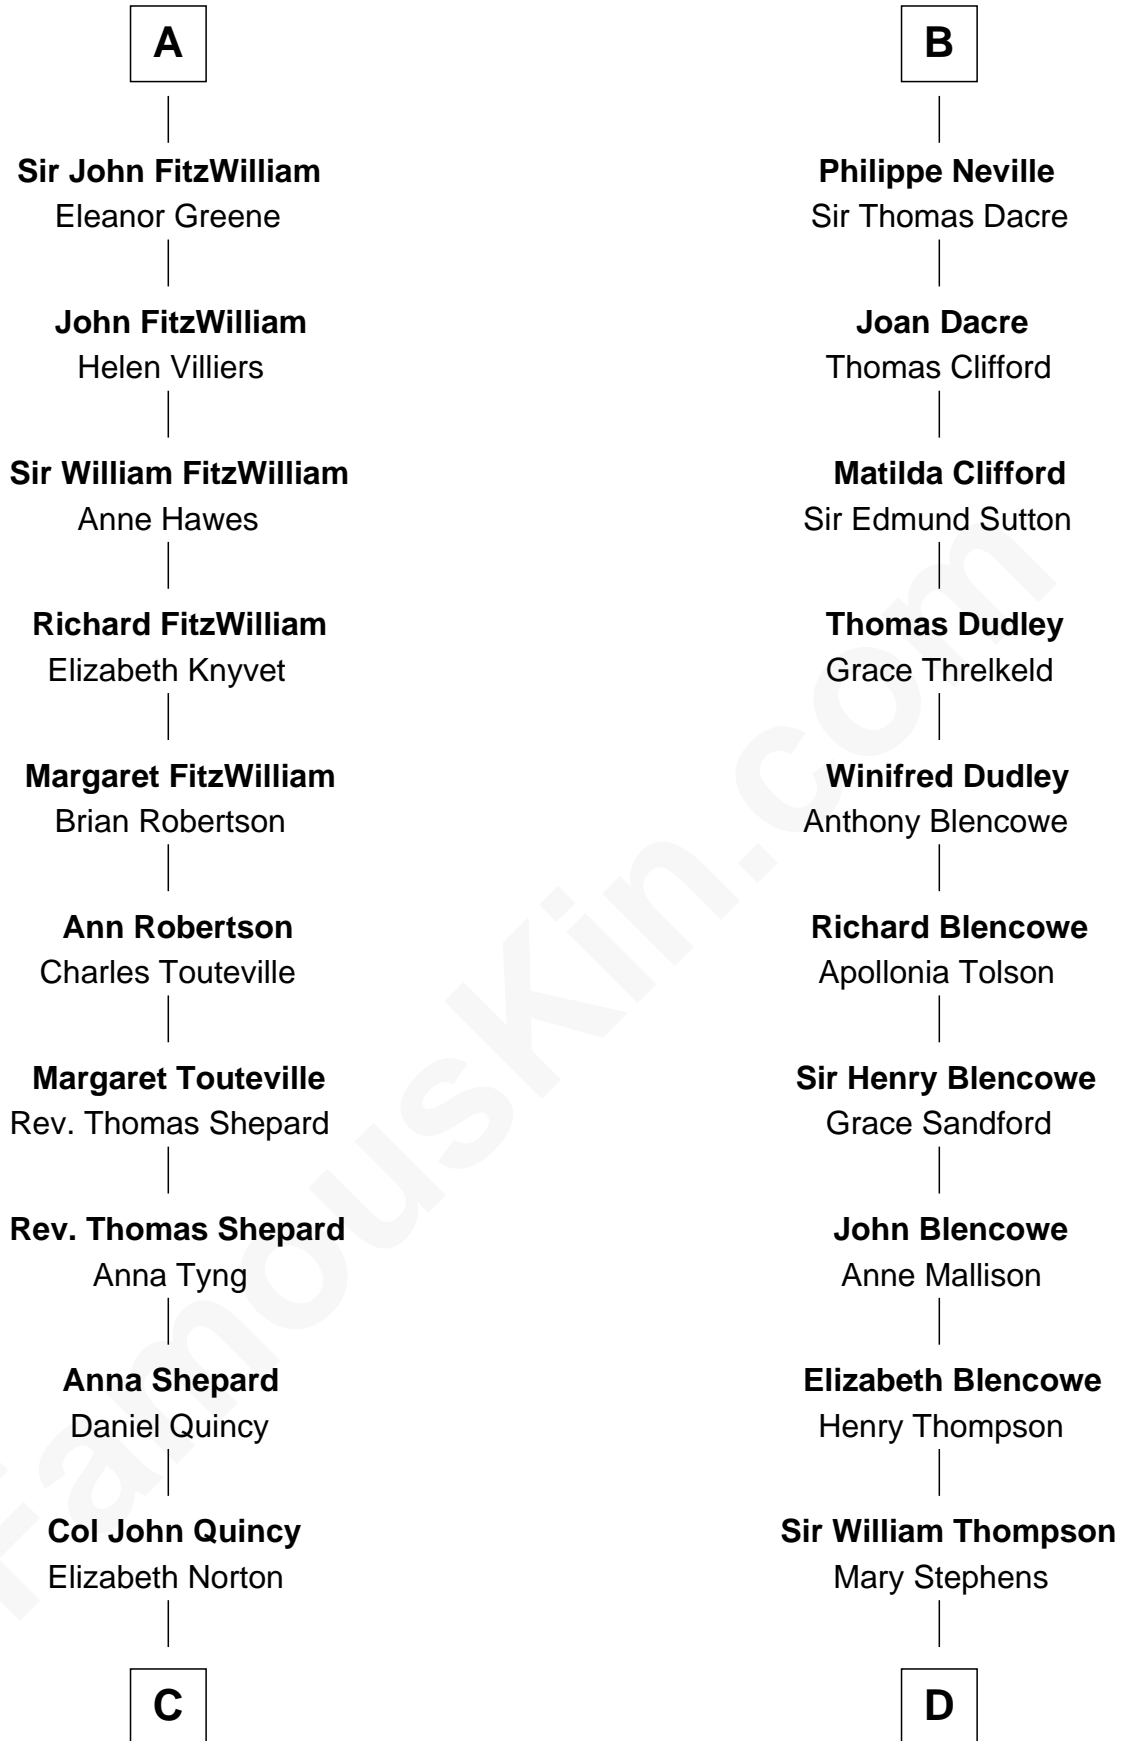 A
Sir John FitzWilliam
Eleanor Greene
John FitzWilliam
Helen Villiers
Sir William FitzWilliam
Anne Hawes
Richard FitzWilliam
Elizabeth Knyvet
Margaret FitzWilliam
Brian Robertson
Ann Robertson
Charles Touteville
Margaret Touteville
Rev. Thomas Shepard
Rev. Thomas Shepard
Anna Tyng
Anna Shepard
Daniel Quincy
Col John Quincy
Elizabeth Norton
C
B
Philippe Neville
Sir Thomas Dacre
Joan Dacre
Thomas Clifford
Matilda Clifford
Sir Edmund Sutton
Thomas Dudley
Grace Threlkeld
Winifred Dudley
Anthony Blencowe
Richard Blencowe
Apollonia Tolson
Sir Henry Blencowe
Grace Sandford
John Blencowe
Anne Mallison
Elizabeth Blencowe
Henry Thompson
Sir William Thompson
Mary Stephens
D
FamousKin.com